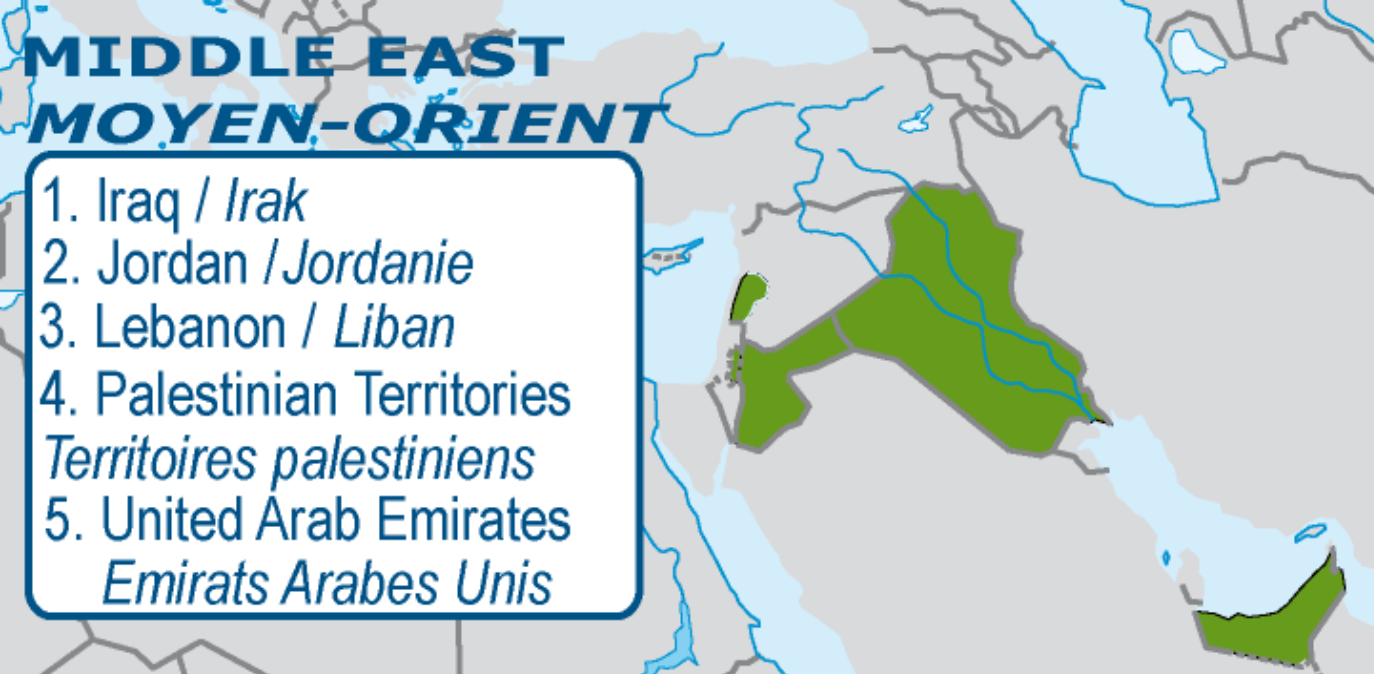 MIDDLE EAST
MOYEN-ORIENT
1. Iraq / Irak
2. Jordan / Jordanie
3. Lebanon / Liban
4. Palestinian Territories
Territoires palestiniens
5. United Arab Emirates
Emirats Arabes Unis